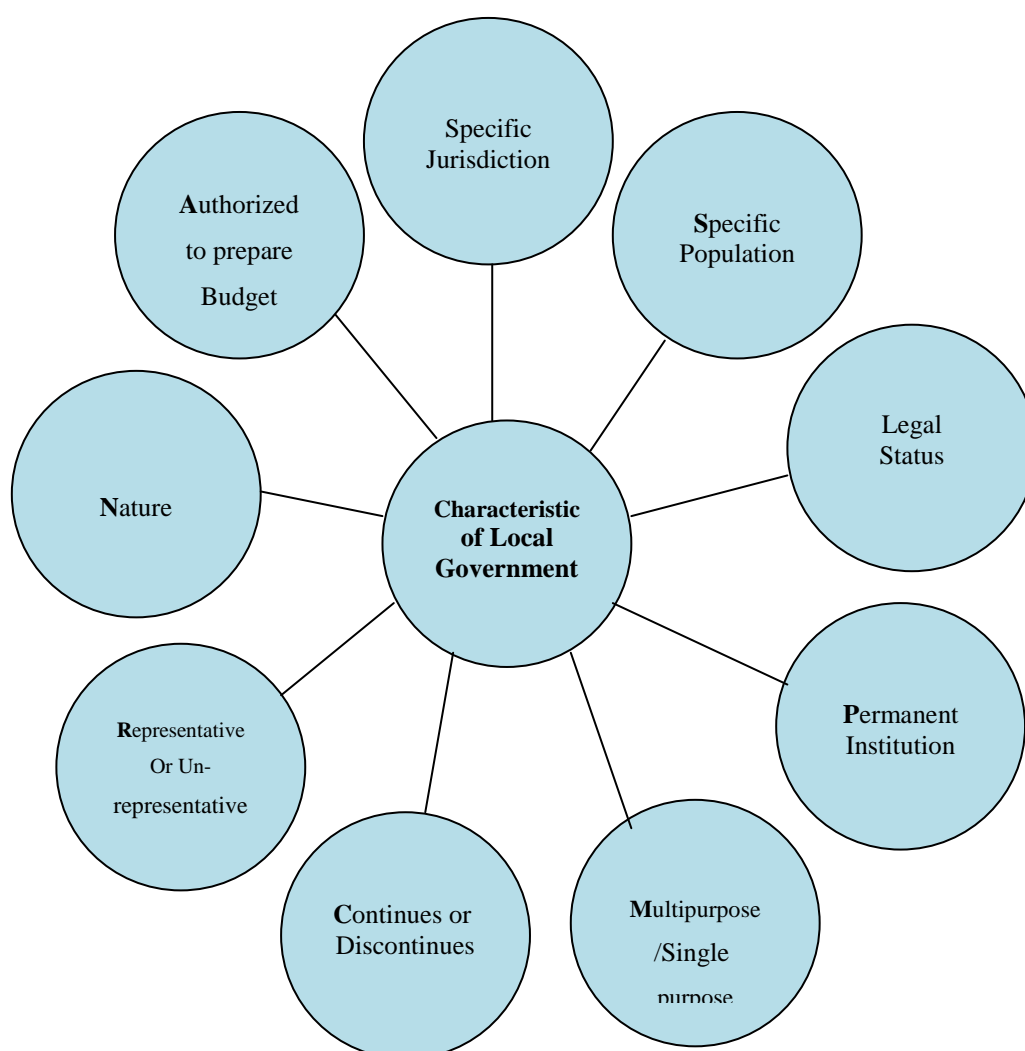 Specific
Jurisdiction
Authorized
to prepare
Budget
Specific
Population
Legal
Status
Nature
Characteristic
of Local
Government
Permanent
Institution
Representative
Or Un-
representative
Continues or
Discontinues
Multipurpose
/Single
purpose